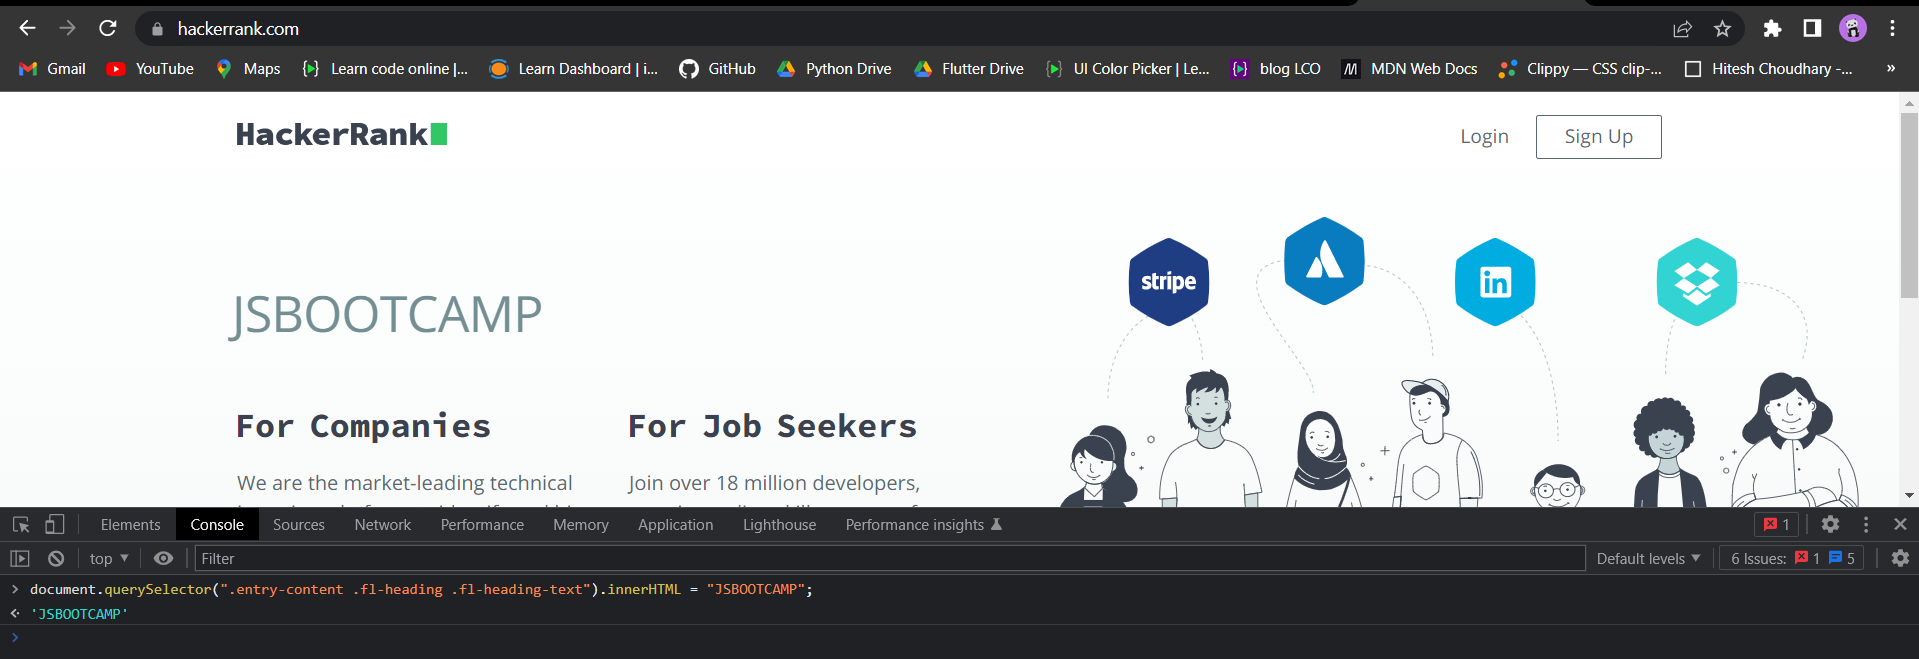 hackerrank.com
Gmail YouTube Maps Learn code online |... Learn Dashboard | i... GitHub Python Drive Flutter Drive UI Color Picker | Le... blog LCO MDN Web Docs Clippy — CSS clip-... Hitesh Choudhary -... »
HackerRank
Login Sign Up
stripe
in
JSBOOTCAMP
For Companies For Job Seekers
We are the market-leading technical Join over 18 million developers,
Elements Console Sources Network Performance Memory Application Lighthouse Performance insights 1
top Filter Default levels 6 Issues: 1 5
document.querySelector(".entry-content .fl-heading .fl-heading-text").innerHTML = "JSBOOTCAMP";
'JSBOOTCAMP'